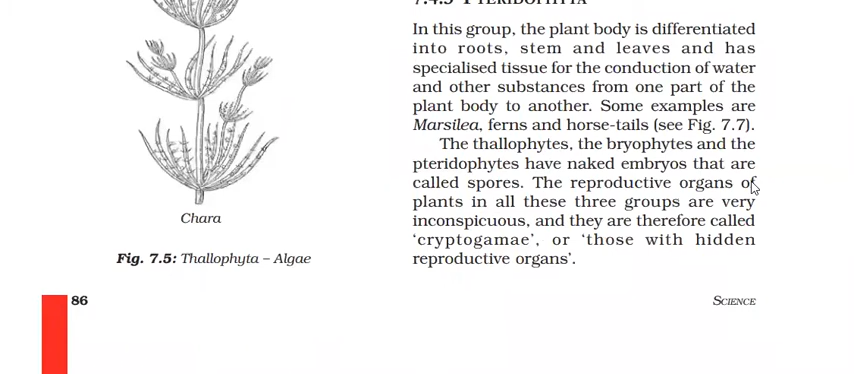 Chara
Fig. 7.5: Thallophyta – Algae
7.4.3 PTERIDOPHYTA
In this group, the plant body is differentiated
into roots, stem and leaves and has
specialised tissue for the conduction of water
and other substances from one part of the
plant body to another. Some examples are
Marsilea, ferns and horse-tails (see Fig. 7.7).
The thallophytes, the bryophytes and the
pteridophytes have naked embryos that are
called spores. The reproductive organs of
plants in all these three groups are very
inconspicuous, and they are therefore called
‘cryptogamae’, or ‘those with hidden
reproductive organs’.
86
SCIENCE